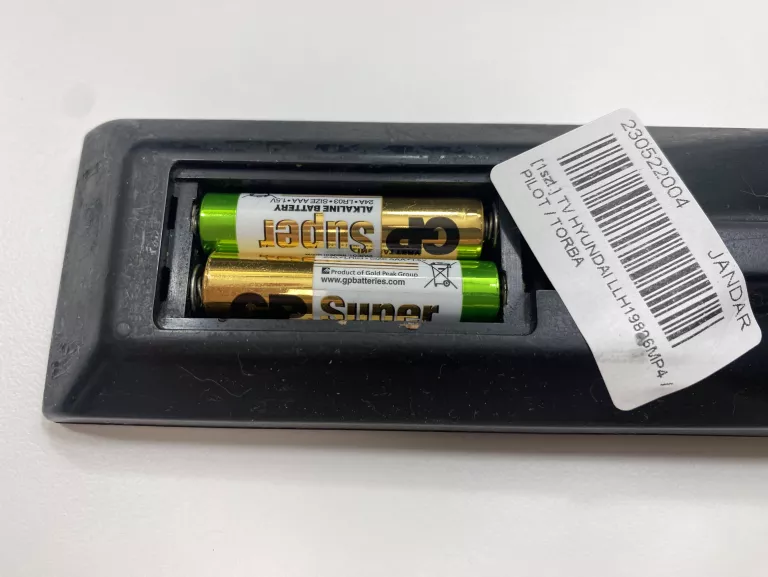 24A • LR03 • SIZE AAA • 1.5V
ALKALINE BATTERY
GP Super
Product of Gold Peak Group
www.gpbatteries.com
GP Super
230522004
[1szt.] TV HYUNDAI LLH19826MP4 /
PILOT / TORBA
JANDAR